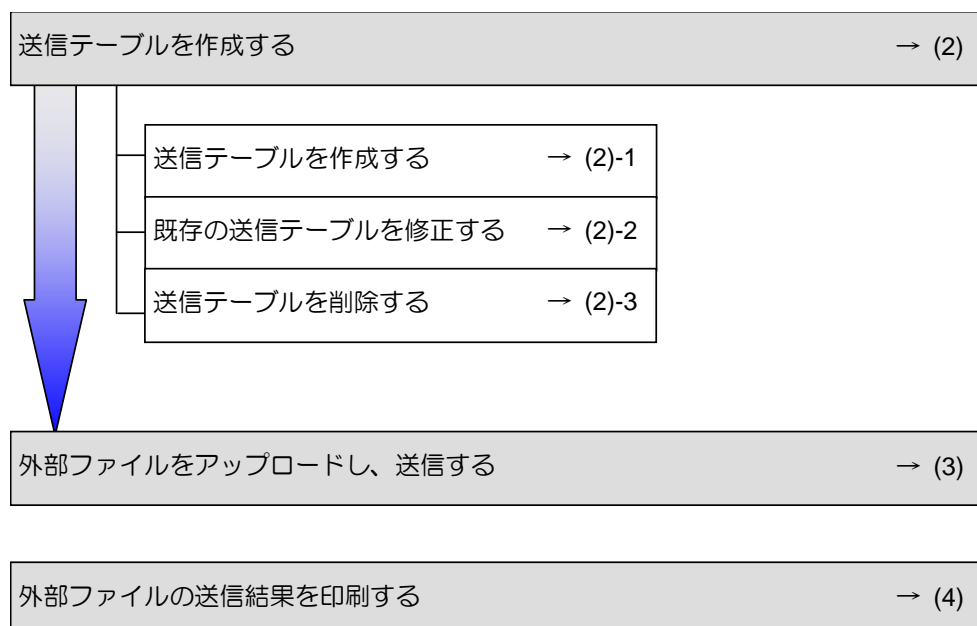 送信テーブルを作成する → (2)
送信テーブルを作成する → (2)-1
既存の送信テーブルを修正する → (2)-2
送信テーブルを削除する → (2)-3
外部ファイルをアップロードし、送信する → (3)
外部ファイルの送信結果を印刷する → (4)